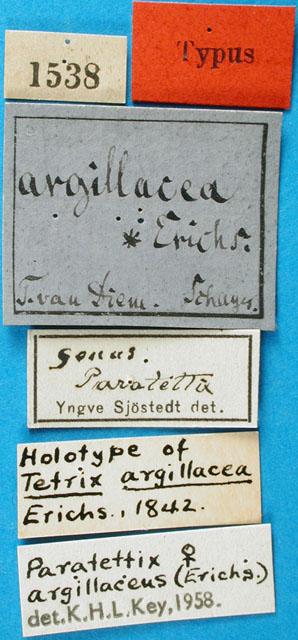 1538
Typus
argillacea
* Erichs.
T. van Diem. Schaum.
Genus.
Paratettix
Yngve Sjöstedt det.
Holotype of
Tetrix argillacea
Erichs., 1842.
Paratettix ♀
argillaceus (Erichs.)
det. K.H.L. Key, 1958.